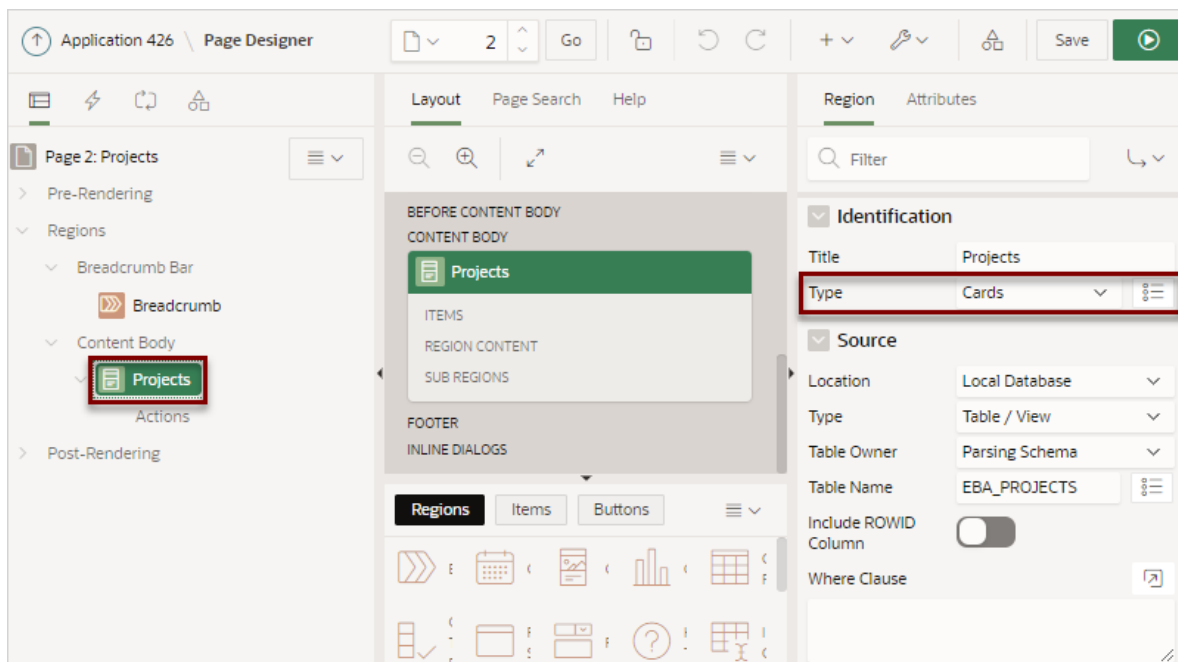 Application 426 \ Page Designer
2
Go
Save
Page 2: Projects
Pre-Rendering
Regions
Breadcrumb Bar
Breadcrumb
Content Body
Projects
Actions
Post-Rendering
Layout Page Search Help
BEFORE CONTENT BODY
CONTENT BODY
Projects
ITEMS
REGION CONTENT
SUB REGIONS
FOOTER
INLINE DIALOGS
Regions Items Buttons
Region Attributes
Filter
Identification
Title Projects
Type Cards
Source
Location Local Database
Type Table / View
Table Owner Parsing Schema
Table Name EBA_PROJECTS
Include ROWID
Column
Where Clause